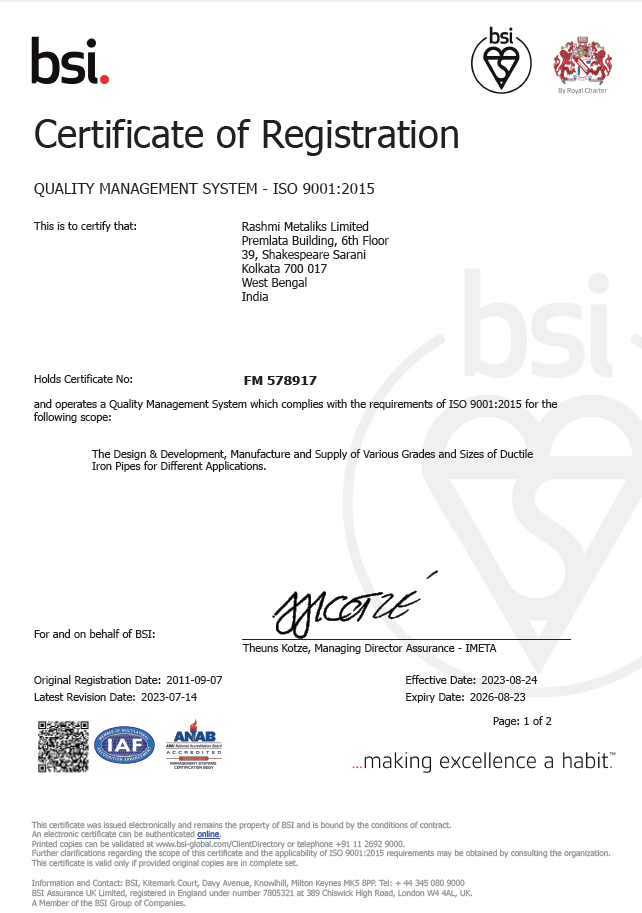 bsi.
bsi
By Royal Charter
Certificate of Registration
QUALITY MANAGEMENT SYSTEM - ISO 9001:2015
This is to certify that:
Rashmi Metaliks Limited
Premlata Building, 6th Floor
39, Shakespeare Sarani
Kolkata 700 017
West Bengal
India
bsi
Holds Certificate No:
FM 578917
and operates a Quality Management System which complies with the requirements of ISO 9001:2015 for the
following scope:
The Design & Development, Manufacture and Supply of Various Grades and Sizes of Ductile
Iron Pipes for Different Applications.
For and on behalf of BSI:
Theuns Kotze, Managing Director Assurance - IMETA
Original Registration Date: 2011-09-07
Effective Date: 2023-08-24
Latest Revision Date: 2023-07-14
Expiry Date: 2026-08-23
Page: 1 of 2
MEMBER OF MULTILATERAL
IAF
RECOGNITION ARRANGEMENT
ANAB
ANSI National Accreditation Board
ACCREDITED
MANAGEMENT SYSTEMS
CERTIFICATION BODY
...making excellence a habit.™
This certificate was issued electronically and remains the property of BSI and is bound by the conditions of contract.
An electronic certificate can be authenticated online.
Printed copies can be validated at www.bsi-global.com/ClientDirectory or telephone +91 11 2692 9000.
Further clarifications regarding the scope of this certificate and the applicability of ISO 9001:2015 requirements may be obtained by consulting the organization.
This certificate is valid only if provided original copies are in complete set.
Information and Contact: BSI, Kitemark Court, Davy Avenue, Knowlhill, Milton Keynes MK5 8PP. Tel: + 44 345 080 9000
BSI Assurance UK Limited, registered in England under number 7805321 at 389 Chiswick High Road, London W4 4AL, UK.
A Member of the BSI Group of Companies.